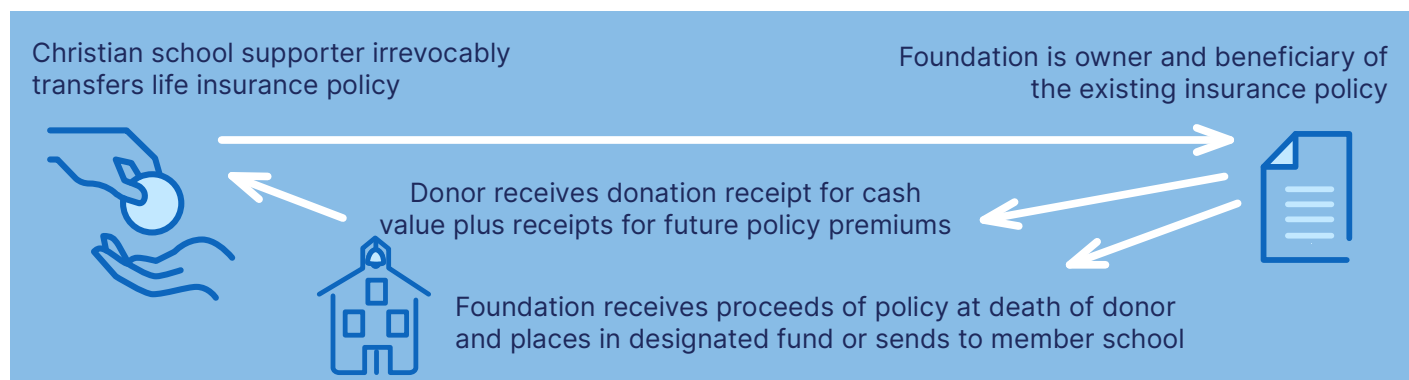 Christian school supporter irrevocably
transfers life insurance policy
Foundation is owner and beneficiary of
the existing insurance policy
Donor receives donation receipt for cash
value plus receipts for future policy premiums
Foundation receives proceeds of policy at death of donor
and places in designated fund or sends to member school